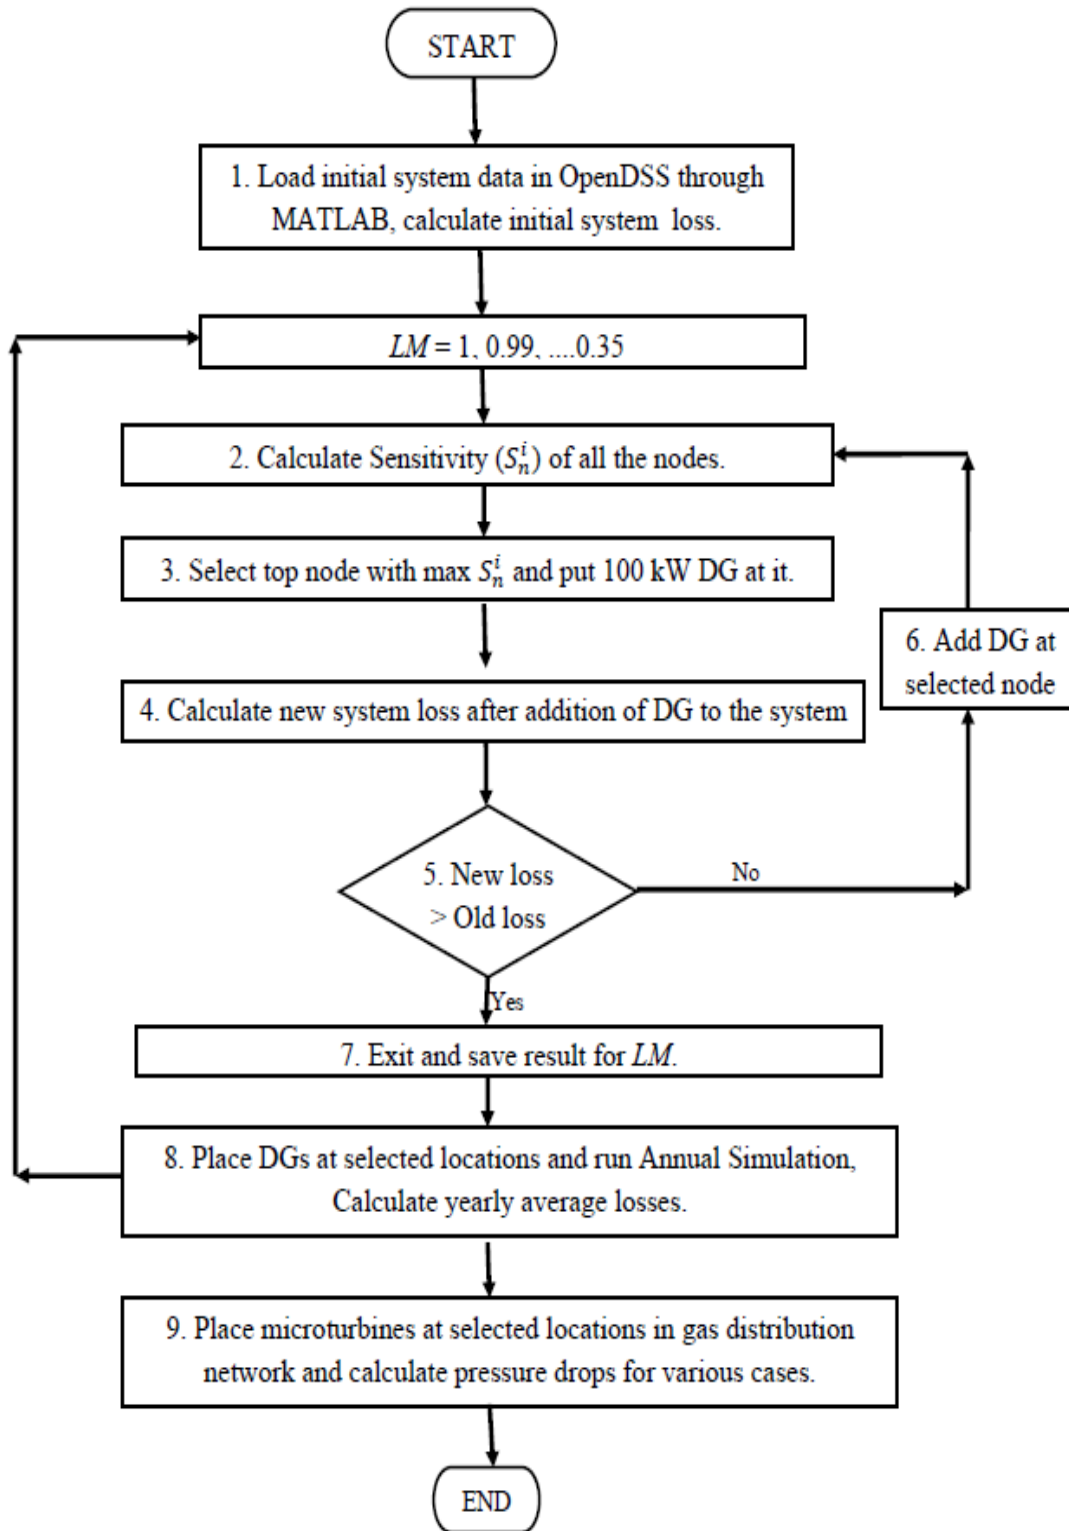 START
1. Load initial system data in OpenDSS through
MATLAB, calculate initial system loss.
LM = 1, 0.99, ....0.35
2. Calculate Sensitivity (S_n^i) of all the nodes.
3. Select top node with max S_n^i and put 100 kW DG at it.
6. Add DG at
selected node
4. Calculate new system loss after addition of DG to the system
5. New loss
> Old loss
No
Yes
7. Exit and save result for LM.
8. Place DGs at selected locations and run Annual Simulation,
Calculate yearly average losses.
9. Place microturbines at selected locations in gas distribution
network and calculate pressure drops for various cases.
END